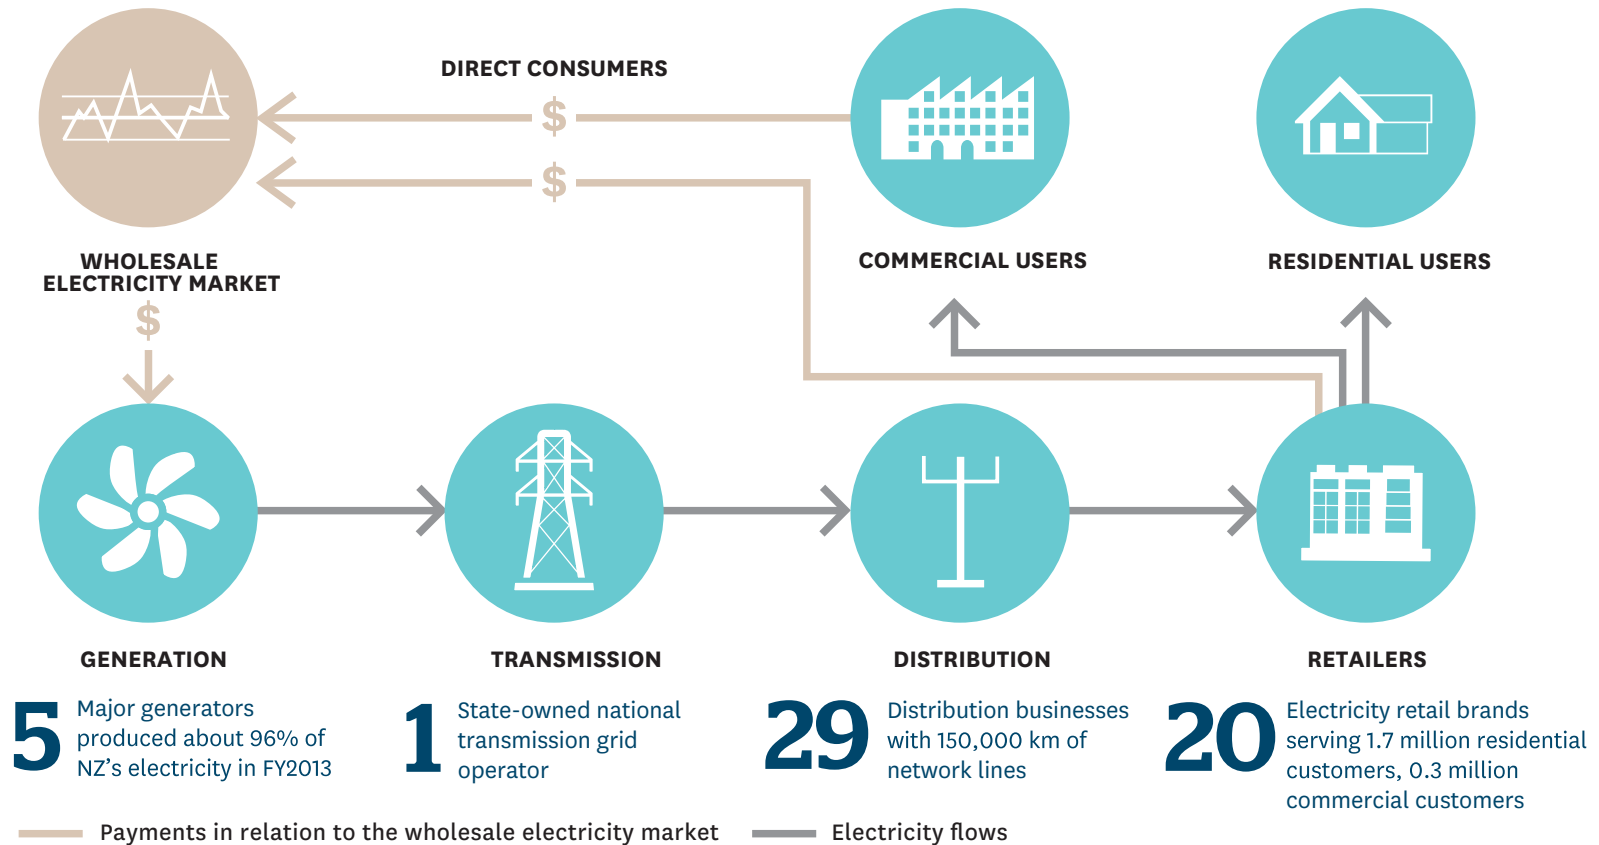 DIRECT CONSUMERS
$
$
WHOLESALE
ELECTRICITY MARKET
COMMERCIAL USERS
RESIDENTIAL USERS
$
GENERATION
TRANSMISSION
DISTRIBUTION
RETAILERS
5
Major generators
produced about 96% of
NZ’s electricity in FY2013
1
State-owned national
transmission grid
operator
29
Distribution businesses
with 150,000 km of
network lines
20
Electricity retail brands
serving 1.7 million residential
customers, 0.3 million
commercial customers
Payments in relation to the wholesale electricity market
Electricity flows